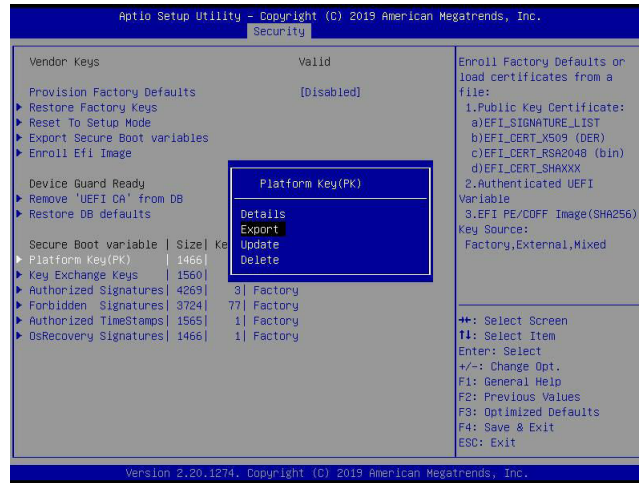 Aptio Setup Utility – Copyright (C) 2019 American Megatrends, Inc.
Security
Vendor Keys Valid
Provision Factory Defaults [Disabled]
Restore Factory Keys
Reset To Setup Mode
Export Secure Boot variables
Enroll Efi Image
Device Guard Ready
Remove 'UEFI CA' from DB
Restore DB defaults
Secure Boot variable | Size| Ke
Platform Key(PK) | 1466|
Key Exchange Keys | 1560|
Authorized Signatures| 4269| 3| Factory
Forbidden Signatures| 3724| 77| Factory
Authorized TimeStamps| 1565| 1| Factory
OsRecovery Signatures| 1466| 1| Factory
Platform Key(PK)
Details
Export
Update
Delete
Enroll Factory Defaults or
load certificates from a
file:
1.Public Key Certificate:
a)EFI_SIGNATURE_LIST
b)EFI_CERT_X509 (DER)
c)EFI_CERT_RSA2048 (bin)
d)EFI_CERT_SHAXXX
2.Authenticated UEFI
Variable
3.EFI PE/COFF Image(SHA256)
Key Source:
Factory,External,Mixed
→←: Select Screen
↑↓: Select Item
Enter: Select
+/-: Change Opt.
F1: General Help
F2: Previous Values
F3: Optimized Defaults
F4: Save & Exit
ESC: Exit
Version 2.20.1274. Copyright (C) 2019 American Megatrends, Inc.